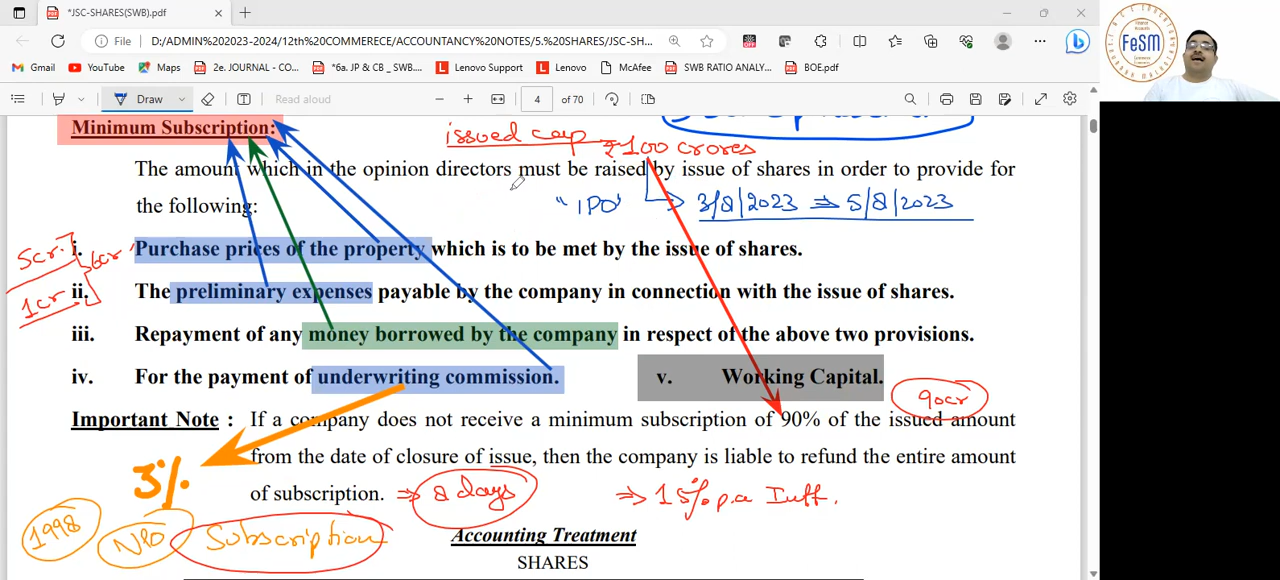 *JSC-SHARES(SWB).pdf
File D:/ADMIN%202023-2024/12th%20COMMERECE/ACCOUNTANCY%20NOTES/5.%20SHARES/JSC-SH...
Gmail YouTube Maps 2e. JOURNAL - CO... *6a. JP & CB _ SWB.... Lenovo Support Lenovo McAfee SWB RATIO ANALY... BOE.pdf
Draw Read aloud 4 of 70
FeSM
Minimum Subscription:
issued cap → ₹100 crores
The amount which in the opinion directors must be raised by issue of shares in order to provide for
the following:
"IPO" 3/8/2023 ⇒ 5/8/2023
5cr. i. Purchase prices of the property which is to be met by the issue of shares.
6cr
1cr ii. The preliminary expenses payable by the company in connection with the issue of shares.
iii. Repayment of any money borrowed by the company in respect of the above two provisions.
iv. For the payment of underwriting commission. v. Working Capital.
90cr
Important Note : If a company does not receive a minimum subscription of 90% of the issued amount
from the date of closure of issue, then the company is liable to refund the entire amount
of subscription. ⇒ 8 days ⇒ 15% p.a Intt.
3%
1998 NPO Subscription
Accounting Treatment
SHARES